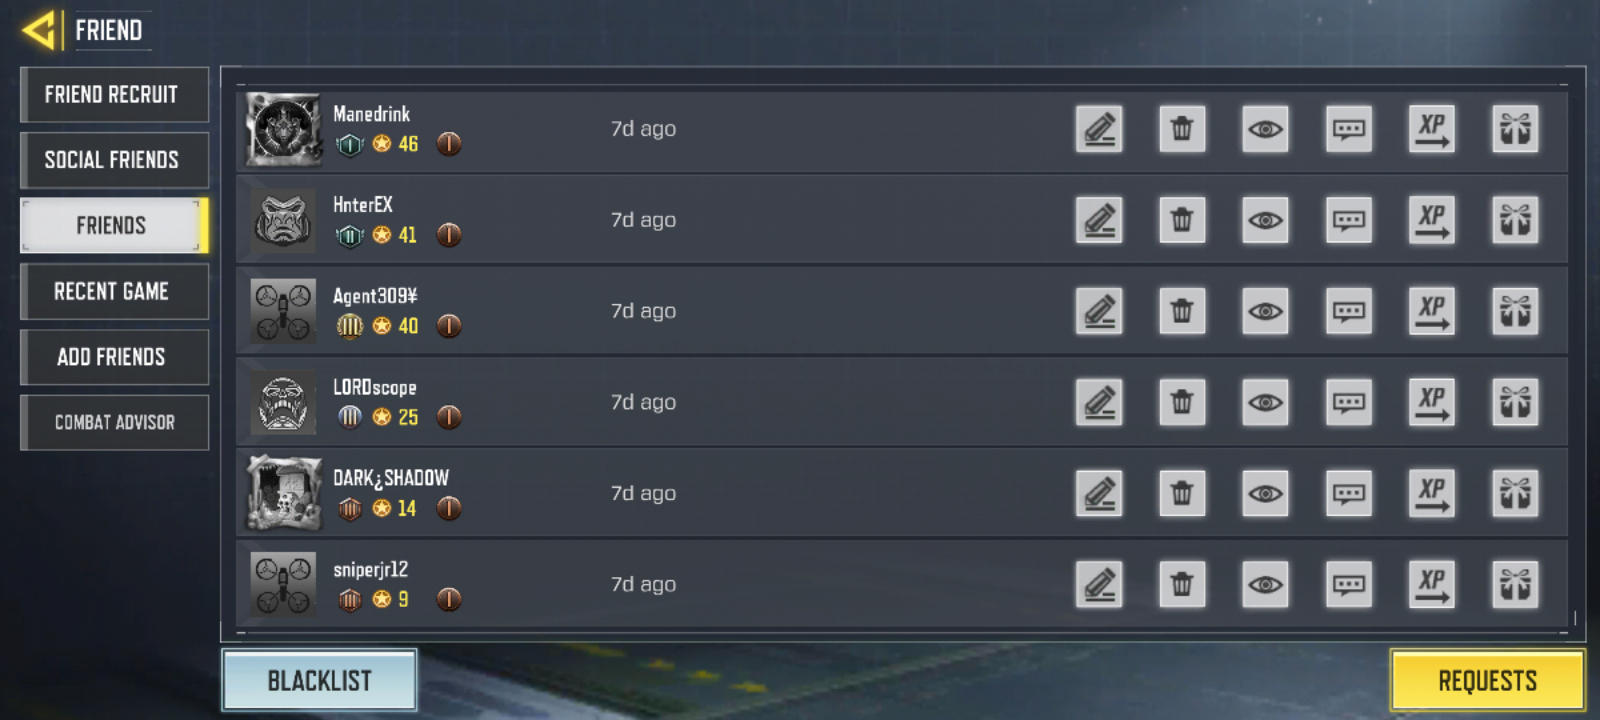 FRIEND
FRIEND RECRUIT
SOCIAL FRIENDS
FRIENDS
RECENT GAME
ADD FRIENDS
COMBAT ADVISOR
Manedrink
46
7d ago
XP
HnterEX
41
7d ago
XP
Agent309¥
40
7d ago
XP
LORDscope
25
7d ago
XP
DARK¿SHADOW
14
7d ago
XP
sniperjr12
9
7d ago
XP
BLACKLIST
REQUESTS